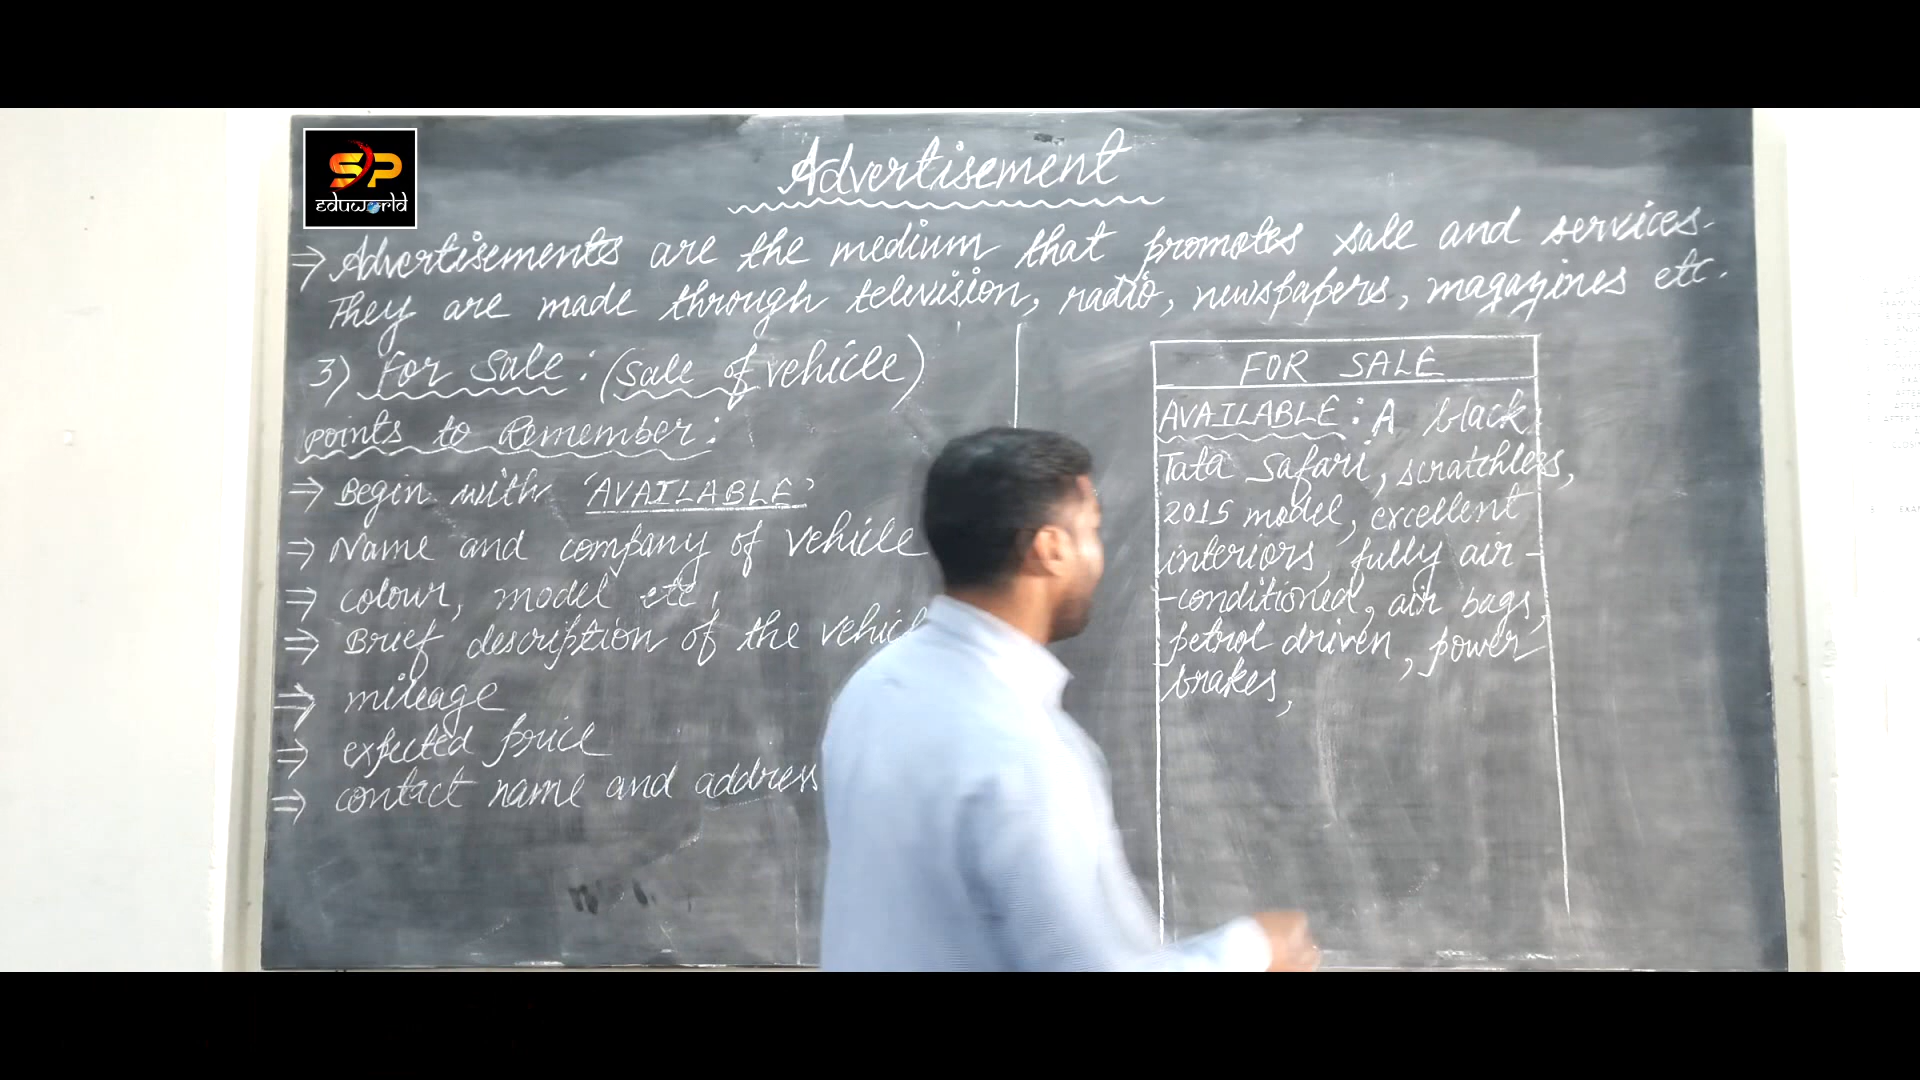 SP
eduworld
Advertisement
⇒ Advertisements are the medium that promotes sale and services.
They are made through television, radio, newspapers, magazines etc.
3) For Sale : (Sale of vehicle)
points to Remember :
⇒ Begin with 'AVAILABLE'
⇒ Name and company of vehicle
⇒ colour, model etc,
⇒ Brief description of the vehicl
⇒ mileage
⇒ expected price
⇒ contact name and address
FOR SALE
AVAILABLE : A black
Tata Safari, scratchless,
2015 model, excellent
interiors, fully air-
-conditioned, air bags,
petrol driven, power
brakes,